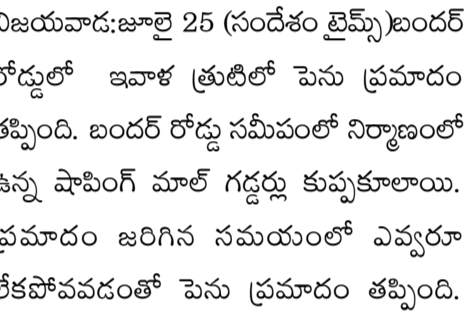 విజయవాడ:జూలై 25 (సందేశం టైమ్స్)బందర్
రోడ్డులో ఇవాళ త్రుటిలో పెను ప్రమాదం
తప్పింది. బందర్ రోడ్డు సమీపంలో నిర్మాణంలో
ఉన్న షాపింగ్ మాల్ గడ్డర్లు కుప్పకూలాయి.
ప్రమాదం జరిగిన సమయంలో ఎవ్వరూ
లేకపోవవడంతో పెను ప్రమాదం తప్పింది.